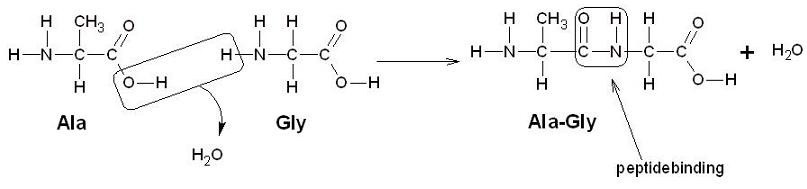 H CH3 O H H O H CH3 O H H O
H-N-C-C H-N-C-C H-N-C-C-N-C-C + H2O
H O-H H O-H H H O-H
Ala Gly Ala-Gly
H2O
peptidebinding